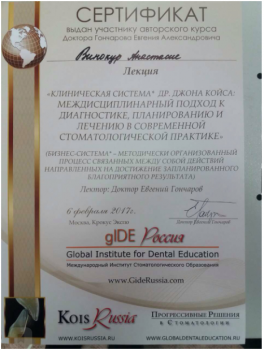 СЕРТИФИКАТ
ВЫДАН УЧАСТНИКУ АВТОРСКОГО КУРСА
ДОКТОРА ГОНЧАРОВА ЕВГЕНИЯ АЛЕКСАНДРОВИЧА
Винокур Анастасие
ЛЕКЦИЯ
«КЛИНИЧЕСКАЯ СИСТЕМА* ДР. ДЖОНА КОЙСА:
МЕЖДИСЦИПЛИНАРНЫЙ ПОДХОД К
ДИАГНОСТИКЕ, ПЛАНИРОВАНИЮ И
ЛЕЧЕНИЮ В СОВРЕМЕННОЙ
СТОМАТОЛОГИЧЕСКОЙ ПРАКТИКЕ»
(БИЗНЕС-СИСТЕМА* – МЕТОДИЧЕСКИ ОРГАНИЗОВАННЫЙ
ПРОЦЕСС СВЯЗАННЫХ МЕЖДУ СОБОЙ ДЕЙСТВИЙ
НАПРАВЛЕННЫХ НА ДОСТИЖЕНИЕ ЗАПЛАНИРОВАННОГО
БЛАГОПРИЯТНОГО РЕЗУЛЬТАТА)
Лектор: Доктор Евгений Гончаров
6 февраля 2017г.
Москва, Крокус Экспо
Доктор Евгений Гончаров
gIDE Россия
Global Institute for Dental Education
Международный Институт Стоматологического Образования
www.GideRussia.com
KOIS Russia
ПРОГРЕССИВНЫЕ РЕШЕНИЯ
В СТОМАТОЛОГИИ
WWW.KOISRUSSIA.RU
WWW.GLOBALDENTALEDUCATION.RU